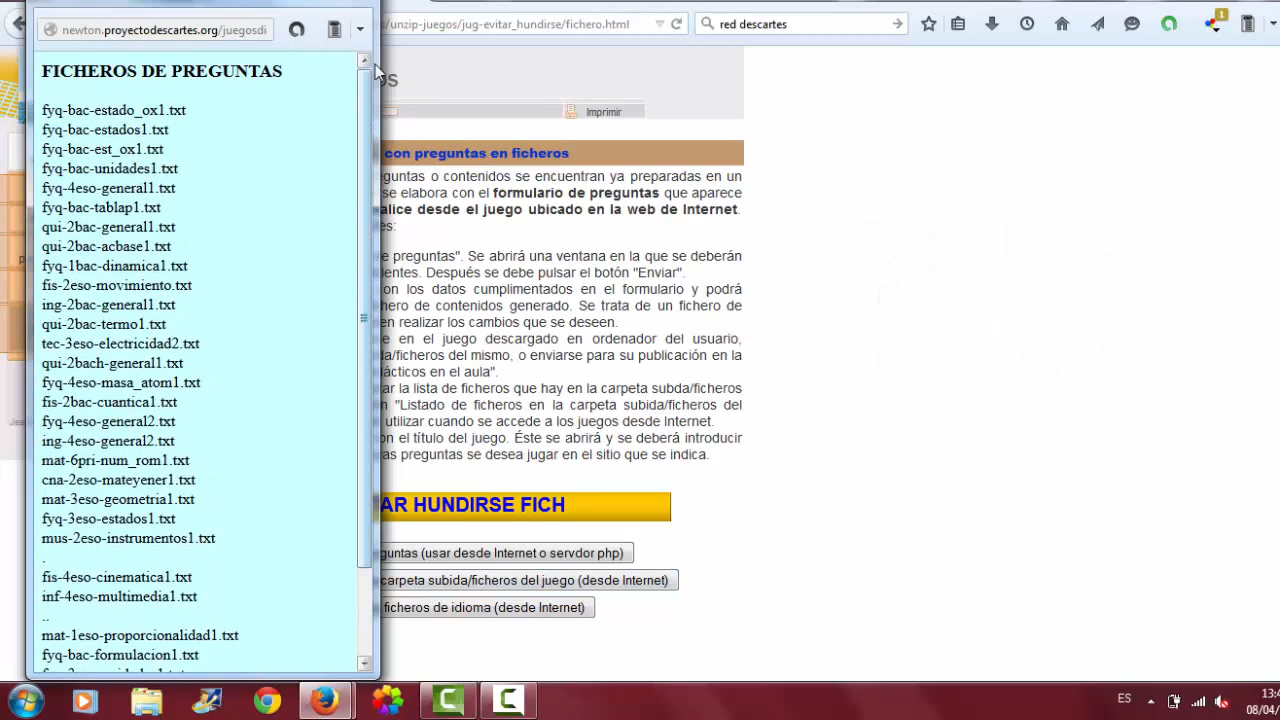 newton.proyectodescartes.org/juegosdi
s/unzip-juegos/jug-evitar_hundirse/fichero.html
red descartes
1
FICHEROS DE PREGUNTAS
fyq-bac-estado_ox1.txt
fyq-bac-estados1.txt
fyq-bac-est_ox1.txt
fyq-bac-unidades1.txt
fyq-4eso-general1.txt
fyq-bac-tablap1.txt
qui-2bac-general1.txt
qui-2bac-acbase1.txt
fyq-1bac-dinamica1.txt
fis-2eso-movimiento.txt
ing-2bac-general1.txt
qui-2bac-termo1.txt
tec-3eso-electricidad2.txt
qui-2bach-general1.txt
fyq-4eso-masa_atom1.txt
fis-2bac-cuantica1.txt
fyq-4eso-general2.txt
ing-4eso-general2.txt
mat-6pri-num_rom1.txt
cna-2eso-mateyener1.txt
mat-3eso-geometria1.txt
fyq-3eso-estados1.txt
mus-2eso-instrumentos1.txt
.
fis-4eso-cinematica1.txt
inf-4eso-multimedia1.txt
..
mat-1eso-proporcionalidad1.txt
fyq-bac-formulacion1.txt
OS
Imprimir
con preguntas en ficheros
guntas o contenidos se encuentran ya preparadas en un
se elabora con el formulario de preguntas que aparece
alice desde el juego ubicado en la web de Internet.
es:
e preguntas". Se abrirá una ventana en la que se deberán
ientes. Después se debe pulsar el botón "Enviar".
on los datos cumplimentados en el formulario y podrá
hero de contenidos generado. Se trata de un fichero de
en realizar los cambios que se deseen.
e en el juego descargado en ordenador del usuario,
da/ficheros del mismo, o enviarse para su publicación en la
dácticos en el aula".
ar la lista de ficheros que hay en la carpeta subida/ficheros
n "Listado de ficheros en la carpeta subida/ficheros del
utilizar cuando se accede a los juegos desde Internet.
on el título del juego. Éste se abrirá y se deberá introducir
as preguntas se desea jugar en el sitio que se indica.
AR HUNDIRSE FICH
guntas (usar desde Internet o servdor php)
carpeta subida/ficheros del juego (desde Internet)
ficheros de idioma (desde Internet)
ES
13:4
08/04/